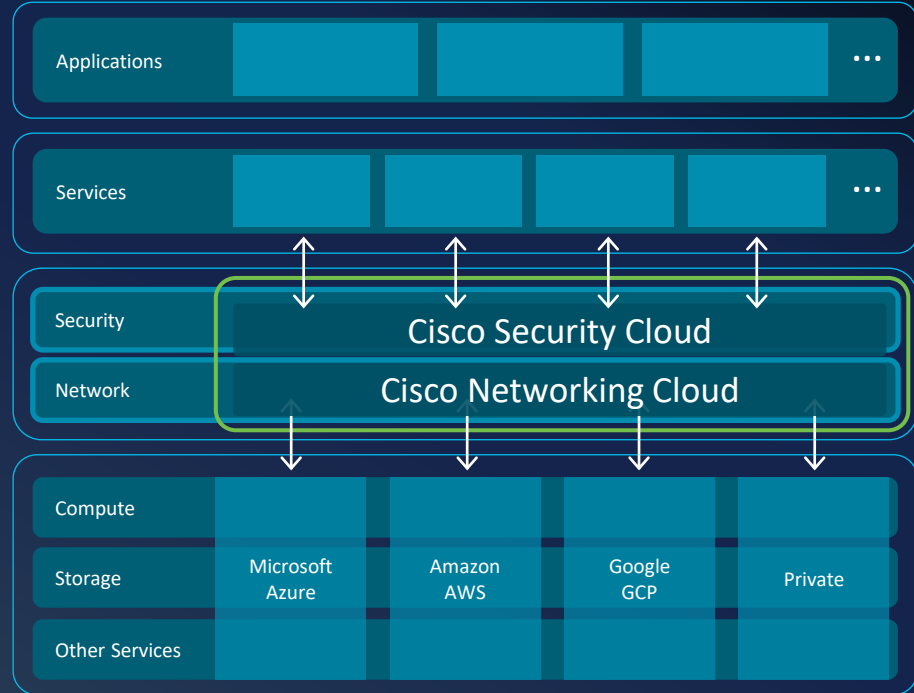 Applications
...
Services
...
Security
Cisco Security Cloud
Network
Cisco Networking Cloud
Compute
Storage
Microsoft
Azure
Amazon
AWS
Google
GCP
Private
Other Services